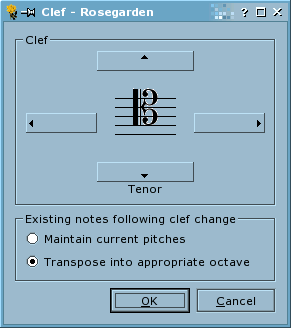 Clef - Rosegarden
Clef
Tenor
Existing notes following clef change
Maintain current pitches
Transpose into appropriate octave
OK
Cancel